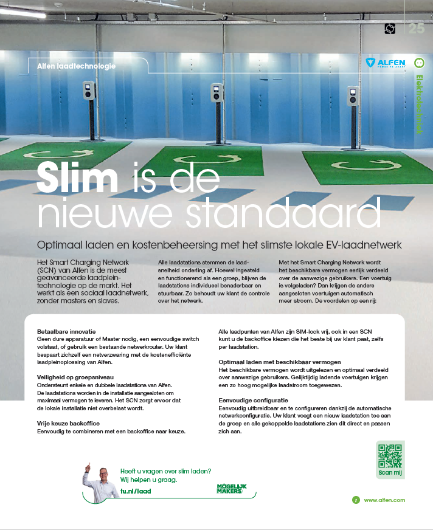 25
Alfen laadtechnologie
ALFEN
Slim is de
nieuwe standaard
Optimaal laden en kostenbeheersing met het slimste lokale EV-laadnetwerk
Het Smart Charging Network
(SCN) van Alfen is de meest
geavanceerde laadplein-
technologie op de markt. Het
werkt als een sociaal laadnetwerk,
zonder masters en slaves.
Alle laadstations stemmen de laad-
snelheid onderling af. Hoewel ingesteld
en functionerend als een groep, blijven de
laadstations individueel benaderbaar en
stuurbaar. Zo behoudt uw klant de controle
over het netwerk.
Met het Smart Charging Network wordt
het beschikbare vermogen eerlijk verdeeld
over de aanwezige gebruikers. Een voertuig
is volgeladen? Dan krijgen de andere
aangesloten voertuigen automatisch
meer stroom. De voordelen op een rij:
Betaalbare innovatie
Geen dure apparatuur of Master nodig, een eenvoudige switch
volstaat, of gebruik een bestaande netwerkrouter. Uw klant
bespaart zichzelf een netverzwaring met de kostenefficiënte
laadpleinoplossing van Alfen.
Veiligheid op groepsniveau
Ondersteunt enkele en dubbele laadstations van Alfen.
De laadstations worden in de installatie aangesloten om
maximaal vermogen te leveren. Het SCN zorgt ervoor dat
de lokale installatie niet overbelast wordt.
Vrije keuze backoffice
Eenvoudig te combineren met een backoffice naar keuze.
Alle laadpunten van Alfen zijn SIM-lock vrij, ook in een SCN
kunt u de backoffice kiezen die het beste bij uw klant past, zelfs
per laadstation.
Optimaal laden met beschikbaar vermogen
Het beschikbare vermogen wordt uitgelezen en optimaal verdeeld
over aanwezige gebruikers. Gelijktijdig ladende voertuigen krijgen
een zo hoog mogelijke laadstroom toegewezen.
Eenvoudige configuratie
Eenvoudig uitbreidbaar en te configureren dankzij de automatische
netwerkconfiguratie. Uw klant voegt een nieuw laadstation toe aan
de groep en alle gekoppelde laadstations zien dit direct en passen
zich aan.
Scan mij
Heeft u vragen over slim laden?
Wij helpen u graag.
tu.nl/laad
MOGELIJK
MAKERS
www.alfen.com